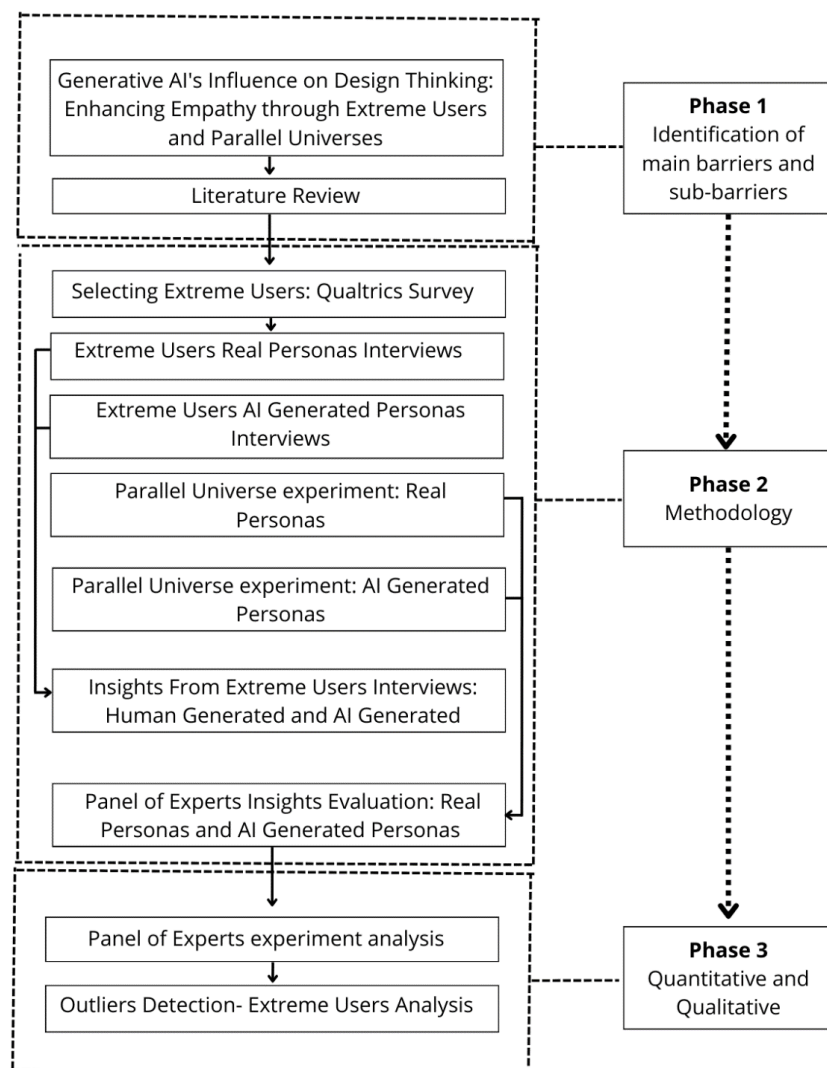 Generative AI's Influence on Design Thinking:
Enhancing Empathy through Extreme Users
and Parallel Universes
Literature Review
Phase 1
Identification of
main barriers and
sub-barriers
Selecting Extreme Users: Qualtrics Survey
Extreme Users Real Personas Interviews
Extreme Users AI Generated Personas
Interviews
Parallel Universe experiment: Real
Personas
Parallel Universe experiment: AI Generated
Personas
Insights From Extreme Users Interviews:
Human Generated and AI Generated
Panel of Experts Insights Evaluation: Real
Personas and AI Generated Personas
Phase 2
Methodology
Panel of Experts experiment analysis
Outliers Detection- Extreme Users Analysis
Phase 3
Quantitative and
Qualitative